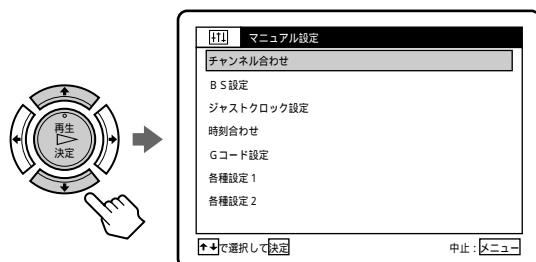 再生
決定
マニュアル設定
チャンネル合わせ
BS設定
ジャストクロック設定
時刻合わせ
Gコード設定
各種設定1
各種設定2
↑↓で選択して決定
中止:メニュー